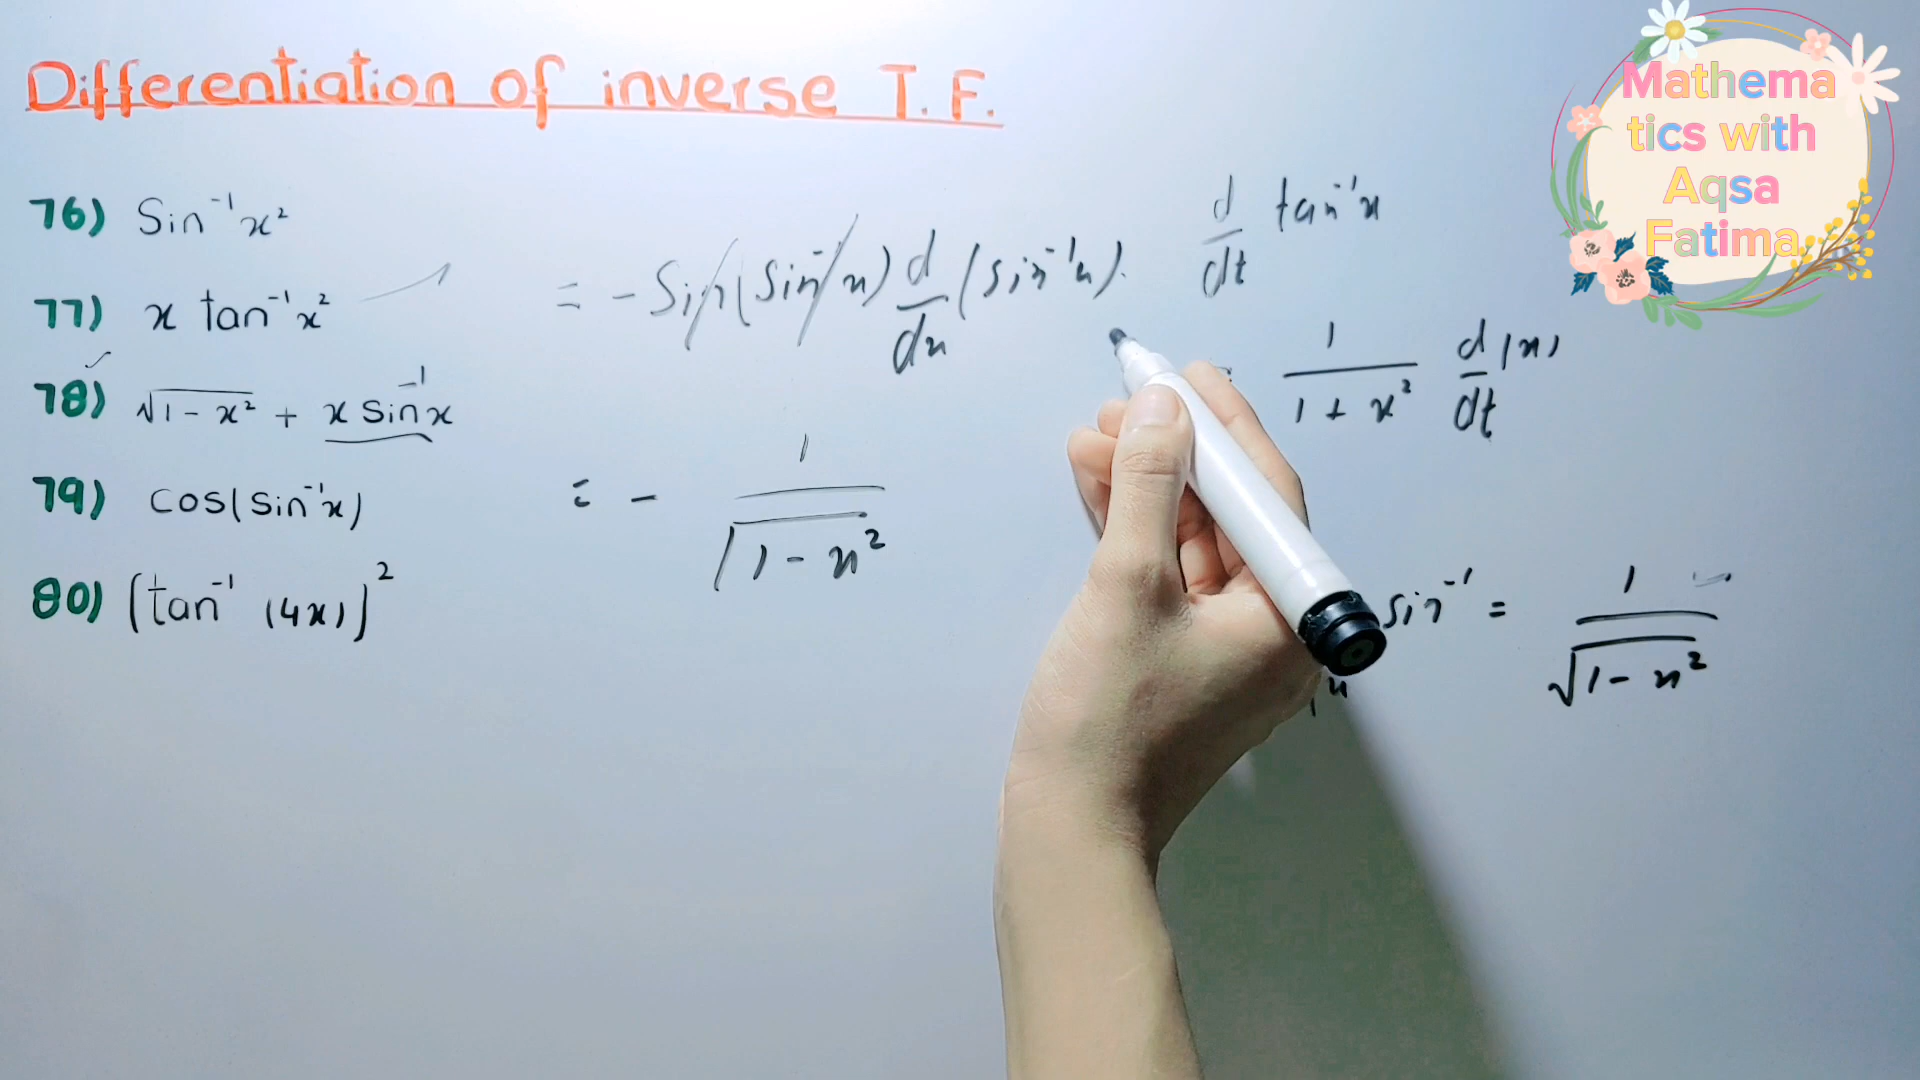 Differentiation of inverse T.F.
76) Sin⁻¹x²
77) x tan⁻¹x²
78) √1-x² + x Sin⁻¹x
79) cos(sin⁻¹x)
80) (tan⁻¹ (4x))²
= -Sin(Sin⁻¹x) d/dx (Sin⁻¹x).
= - 1/√1-x²
d/dt tan⁻¹x
1/1+x² d/dt (x)
sin⁻¹ = 1/√1-x²
Mathema
tics with
Aqsa
Fatima